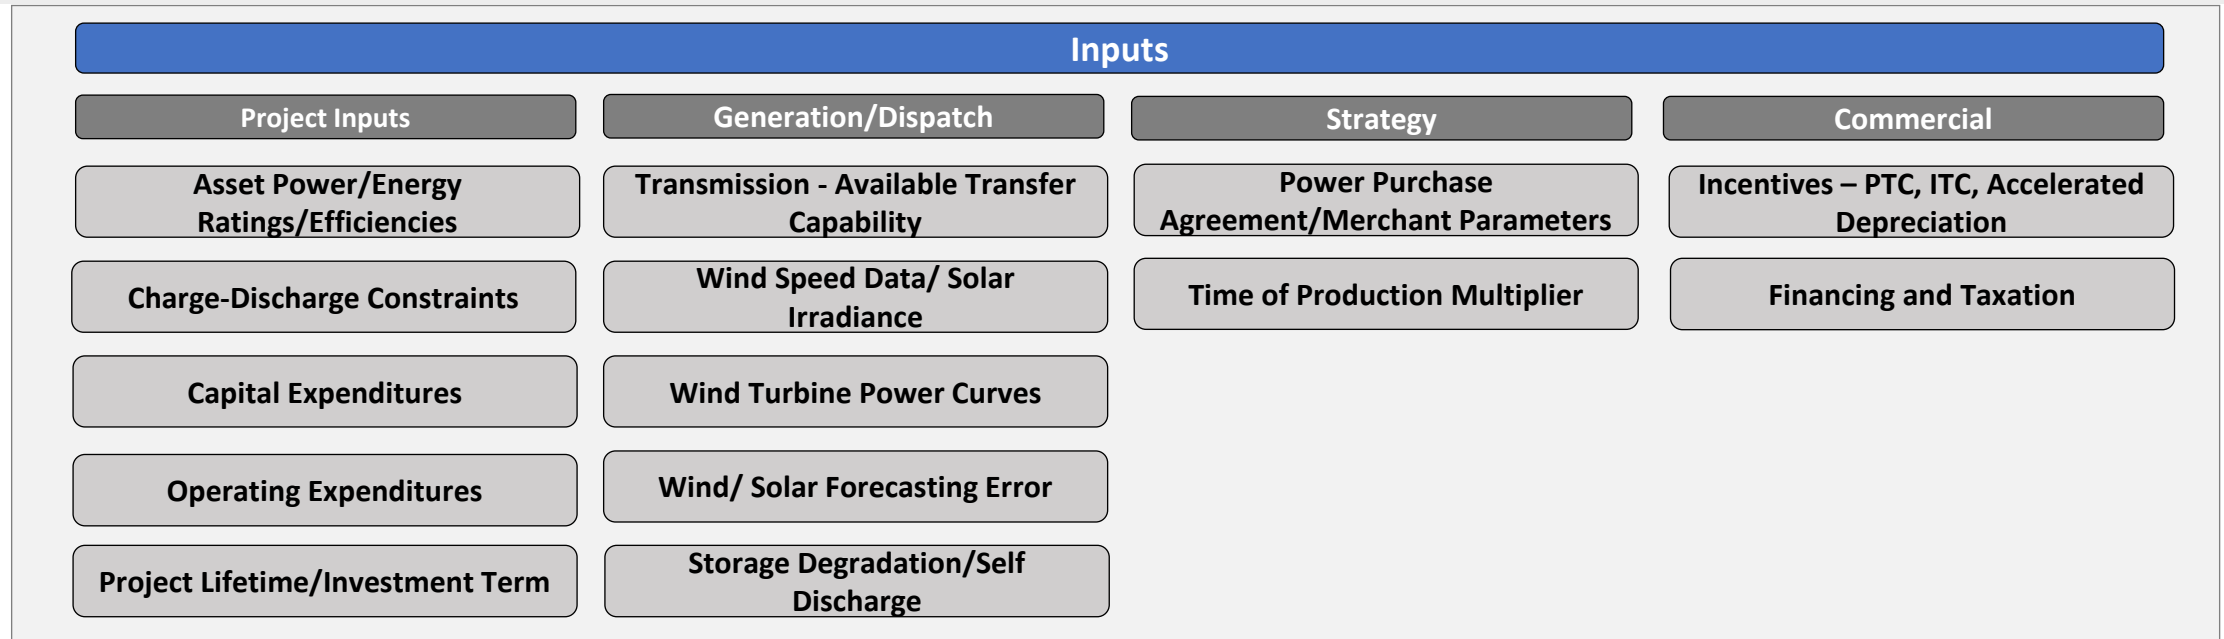 Inputs
Project Inputs
Asset Power/Energy
Ratings/Efficiencies
Charge-Discharge Constraints
Capital Expenditures
Operating Expenditures
Project Lifetime/Investment Term
Generation/Dispatch
Transmission - Available Transfer
Capability
Wind Speed Data/ Solar
Irradiance
Wind Turbine Power Curves
Wind/ Solar Forecasting Error
Storage Degradation/Self
Discharge
Strategy
Power Purchase
Agreement/Merchant Parameters
Time of Production Multiplier
Commercial
Incentives – PTC, ITC, Accelerated
Depreciation
Financing and Taxation